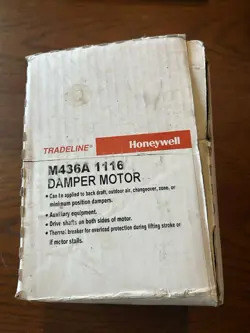 TRADELINE® Honeywell
M436A 1116
DAMPER MOTOR
• Can be applied to back draft, outdoor air, changeover, zone, or
minimum position dampers.
• Auxiliary equipment.
• Drive shafts on both sides of motor.
• Thermal breaker for overload protection during lifting stroke or
if motor stalls.